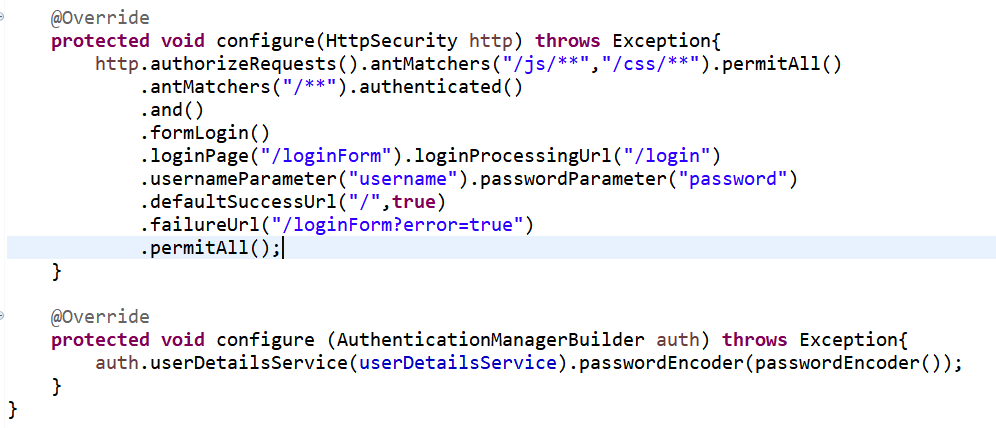 @Override
protected void configure(HttpSecurity http) throws Exception{
http.authorizeRequests().antMatchers("/js/**","/css/**").permitAll()
.antMatchers("/**").authenticated()
.and()
.formLogin()
.loginPage("/loginForm").loginProcessingUrl("/login")
.usernameParameter("username").passwordParameter("password")
.defaultSuccessUrl("/",true)
.failureUrl("/loginForm?error=true")
.permitAll();
}
@Override
protected void configure (AuthenticationManagerBuilder auth) throws Exception{
auth.userDetailsService(userDetailsService).passwordEncoder(passwordEncoder());
}
}